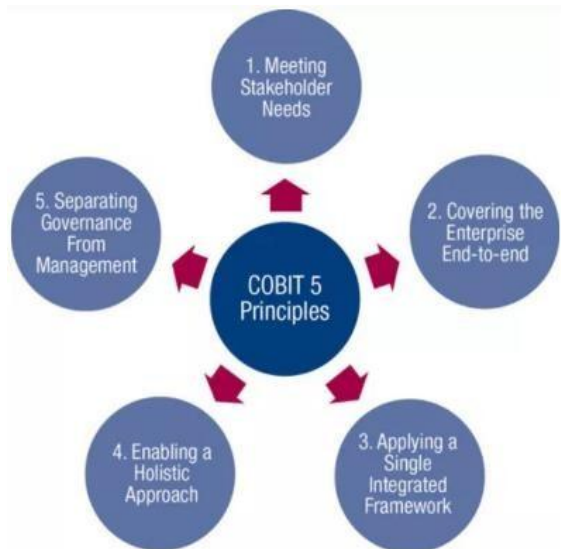 1. Meeting
Stakeholder
Needs
5. Separating
Governance
From
Management
2. Covering the
Enterprise
End-to-end
COBIT 5
Principles
4. Enabling a
Holistic
Approach
3. Applying a
Single
Integrated
Framework